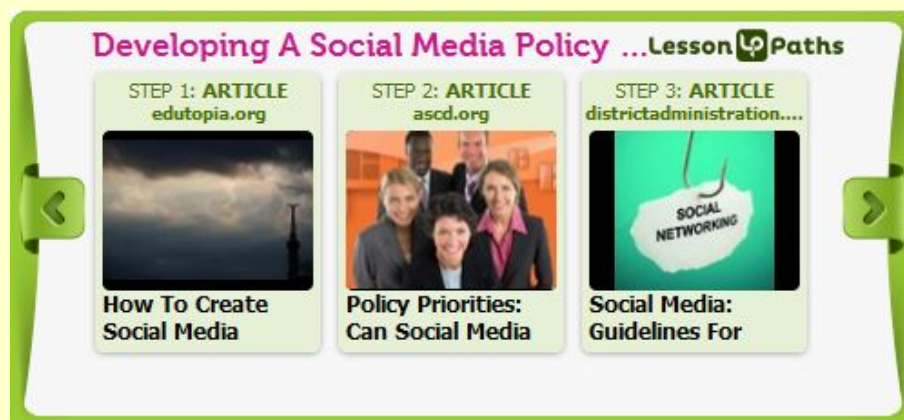 Developing A Social Media Policy ...
Lesson Paths
STEP 1: ARTICLE
edutopia.org
How To Create
Social Media
STEP 2: ARTICLE
ascd.org
Policy Priorities:
Can Social Media
STEP 3: ARTICLE
districtadministration....
SOCIAL
NETWORKING
Social Media:
Guidelines For